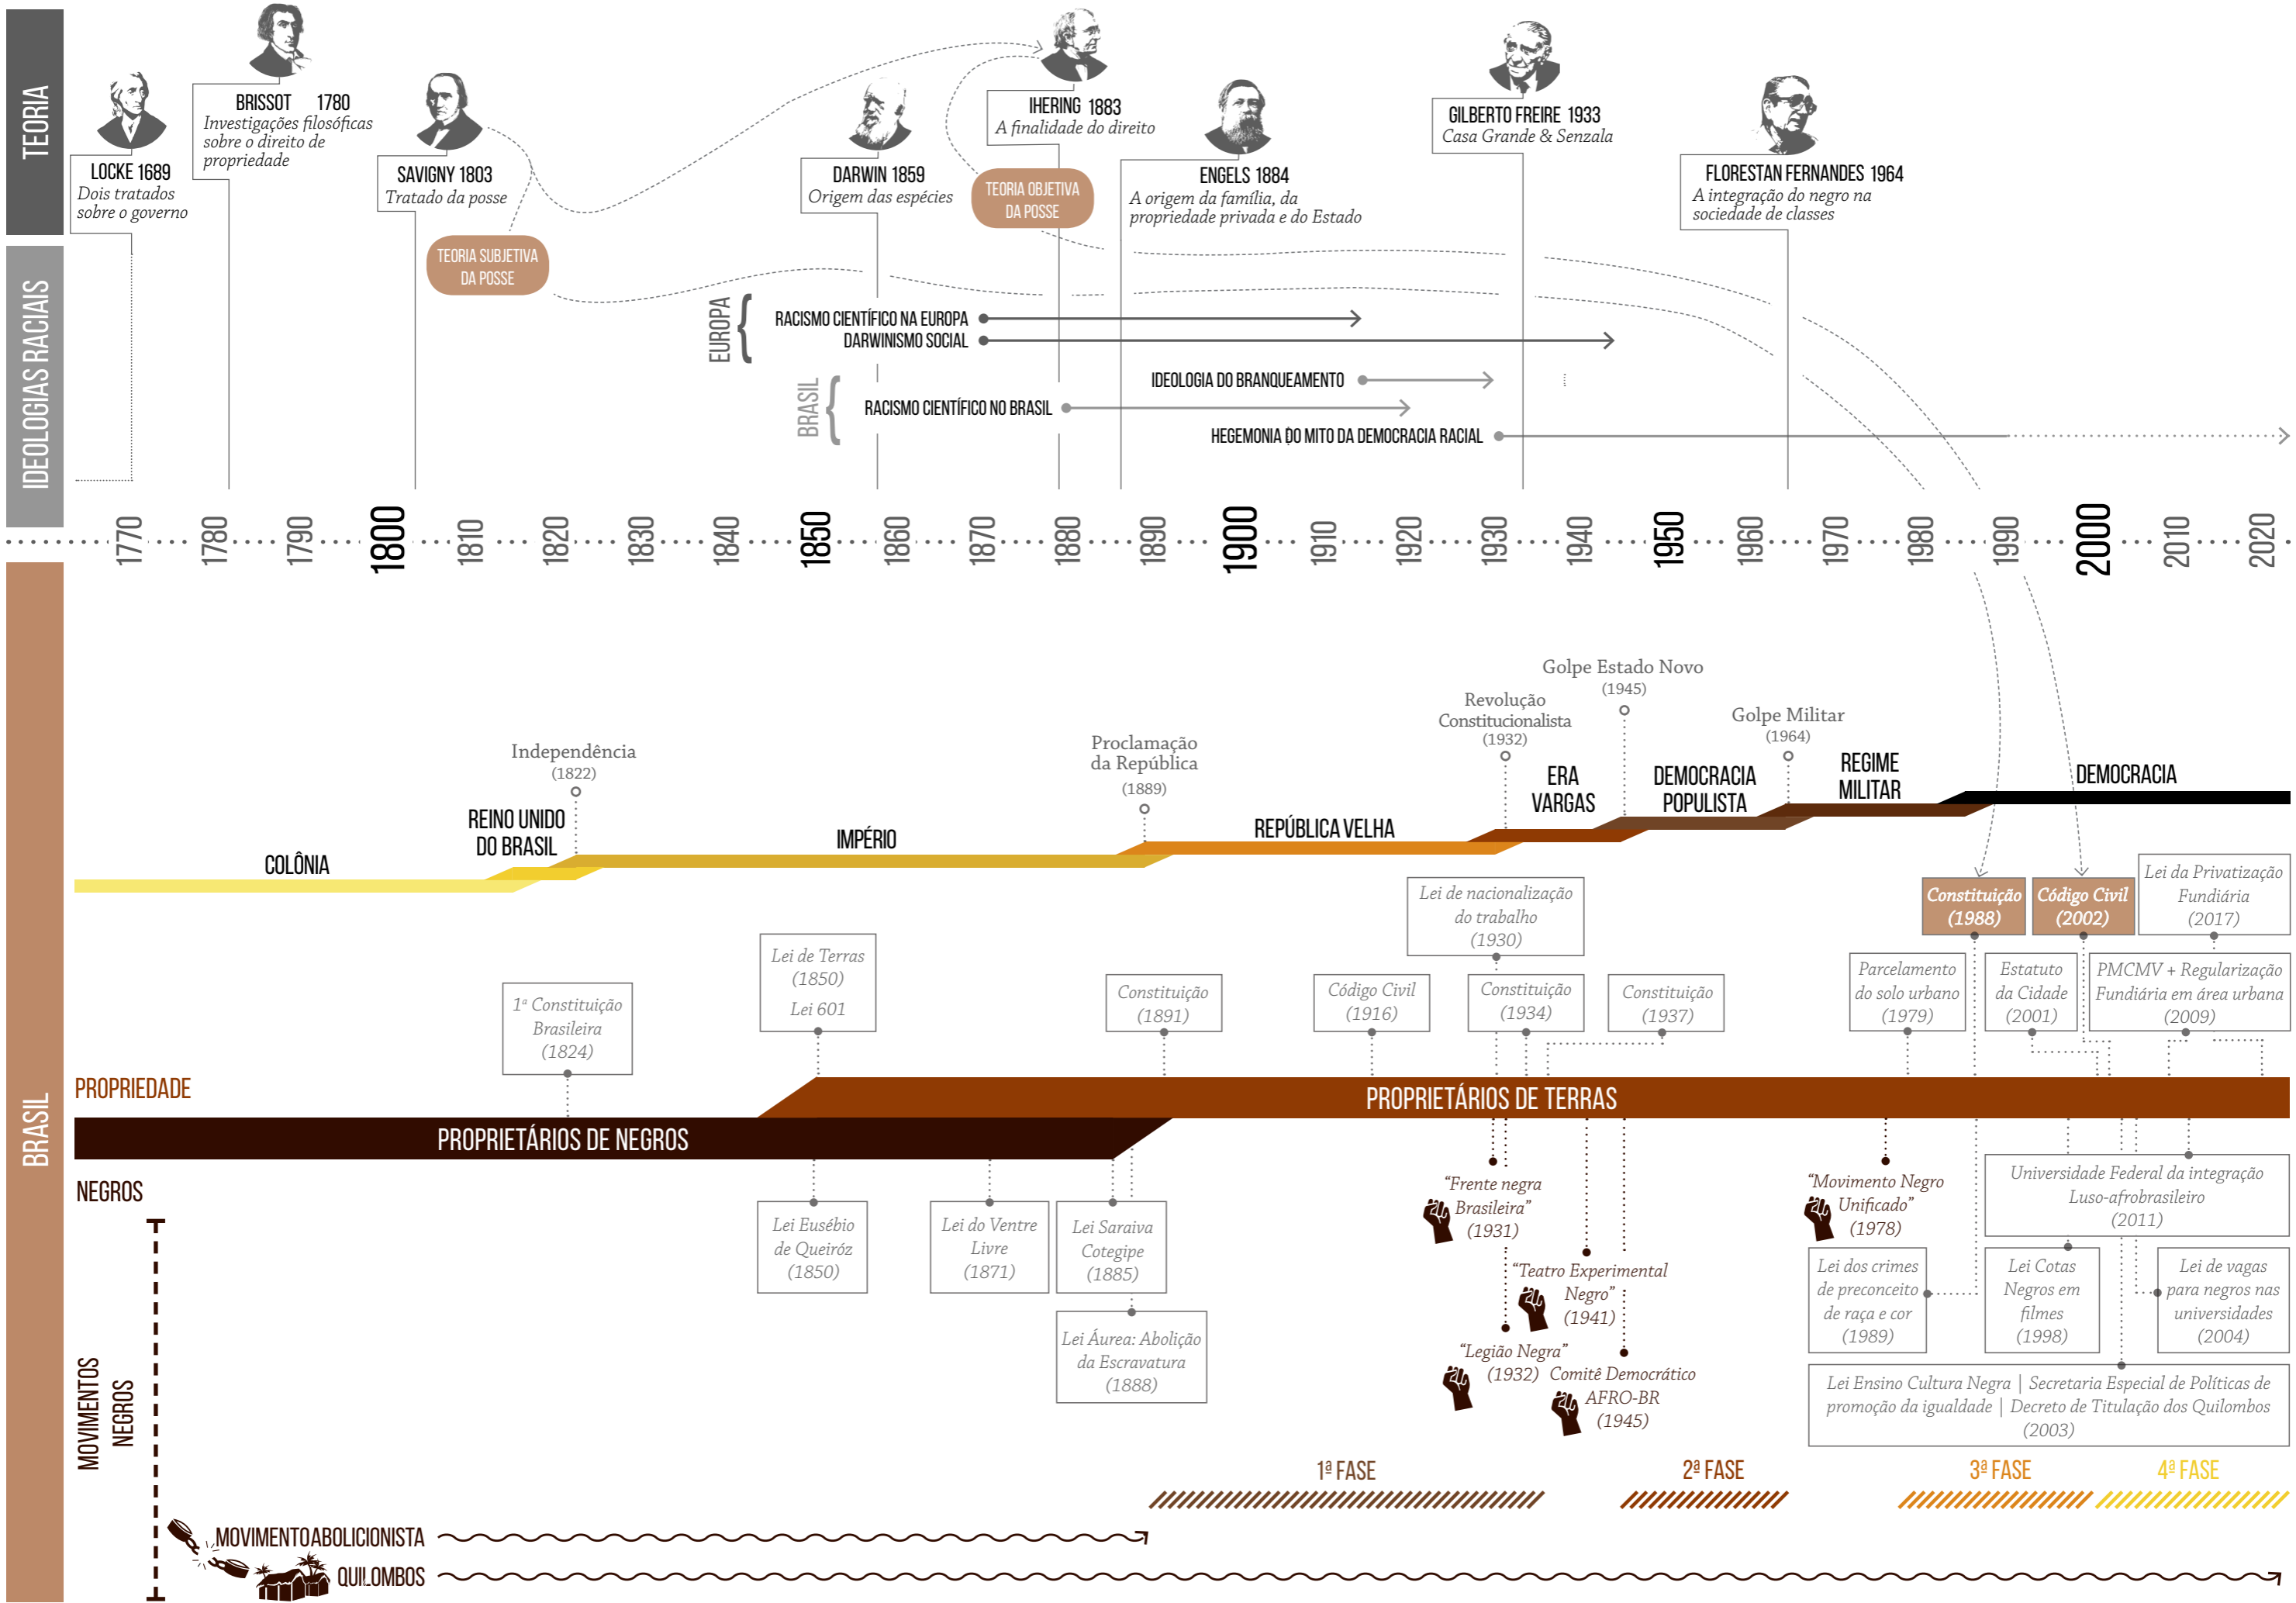 TEORIA
LOCKE 1689
Dois tratados
sobre o governo
BRISSOT 1780
Investigações filosóficas
sobre o direito de
propriedade
SAVIGNY 1803
Tratado da posse
DARWIN 1859
Origem das espécies
IHERING 1883
A finalidade do direito
ENGELS 1884
A origem da família, da
propriedade privada e do Estado
GILBERTO FREIRE 1933
Casa Grande & Senzala
FLORESTAN FERNANDES 1964
A integração do negro na
sociedade de classes
TEORIA SUBJETIVA
DA POSSE
TEORIA OBJETIVA
DA POSSE
IDEOLOGIAS RACIAIS
EUROPA
RACISMO CIENTÍFICO NA EUROPA
DARWINISMO SOCIAL
BRASIL
IDEOLOGIA DO BRANQUEAMENTO
RACISMO CIENTÍFICO NO BRASIL
HEGEMONIA DO MITO DA DEMOCRACIA RACIAL
1770
1780
1790
1800
1810
1820
1830
1840
1850
1860
1870
1880
1890
1900
1910
1920
1930
1940
1950
1960
1970
1980
1990
2000
2010
2020
BRASIL
Independência
(1822)
Proclamação
da República
(1889)
Revolução
Constitucionalista
(1932)
Golpe Estado Novo
(1945)
Golpe Militar
(1964)
COLÔNIA
REINO UNIDO
DO BRASIL
IMPÉRIO
REPÚBLICA VELHA
ERA
VARGAS
DEMOCRACIA
POPULISTA
REGIME
MILITAR
DEMOCRACIA
1ª Constituição
Brasileira
(1824)
Lei de Terras
(1850)
Lei 601
Constituição
(1891)
Código Civil
(1916)
Lei de nacionalização
do trabalho
(1930)
Constituição
(1934)
Constituição
(1937)
Parcelamento
do solo urbano
(1979)
Constituição
(1988)
Estatuto
da Cidade
(2001)
Código Civil
(2002)
Lei da Privatização
Fundiária
(2017)
PMCMV + Regularização
Fundiária em área urbana
(2009)
PROPRIEDADE
PROPRIETÁRIOS DE TERRAS
PROPRIETÁRIOS DE NEGROS
NEGROS
Lei Eusébio
de Queiróz
(1850)
Lei do Ventre
Livre
(1871)
Lei Saraiva
Cotegipe
(1885)
Lei Áurea: Abolição
da Escravatura
(1888)
“Frente negra
Brasileira”
(1931)
“Teatro Experimental
Negro”
(1941)
“Legião Negra”
(1932)
Comitê Democrático
AFRO-BR
(1945)
“Movimento Negro
Unificado”
(1978)
Universidade Federal da integração
Luso-afrobrasileiro
(2011)
Lei dos crimes
de preconceito
de raça e cor
(1989)
Lei Cotas
Negros em
filmes
(1998)
Lei de vagas
para negros nas
universidades
(2004)
Lei Ensino Cultura Negra | Secretaria Especial de Políticas de
promoção da igualdade | Decreto de Titulação dos Quilombos
(2003)
MOVIMENTOS
NEGROS
1ª FASE
2ª FASE
3ª FASE
4ª FASE
MOVIMENTO ABOLICIONISTA
QUILOMBOS